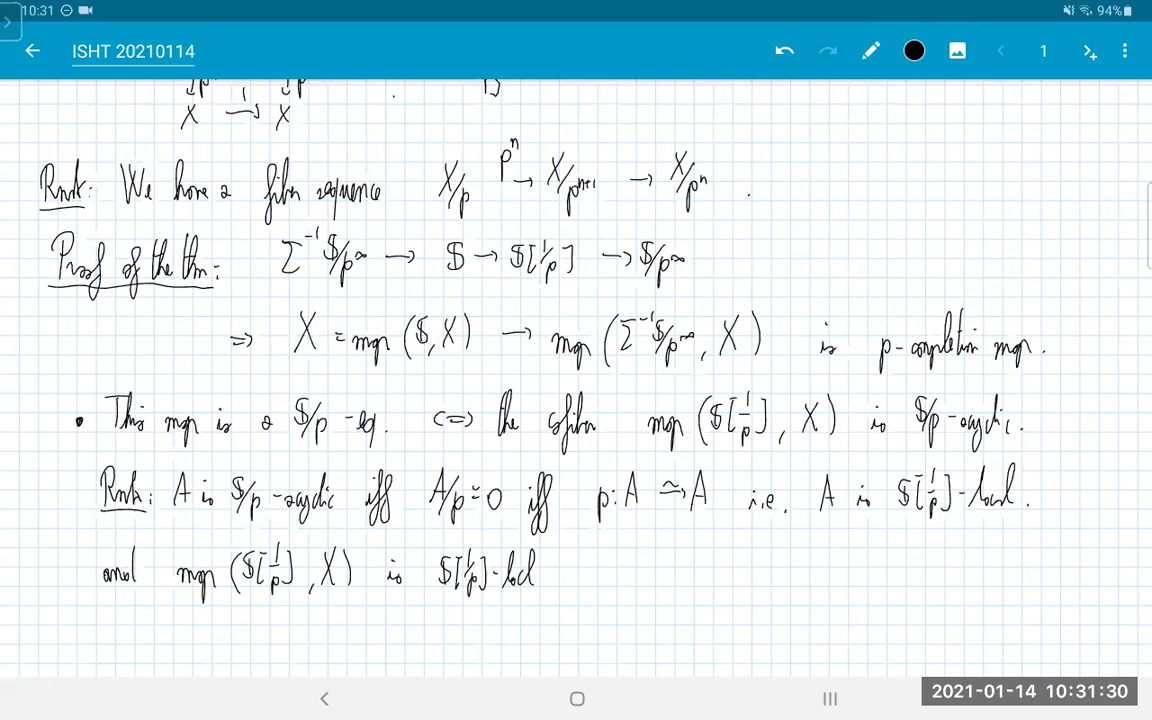 10:31
94%
ISHT 20210114
1
↓p ↓p
X →¹ X .
Rmk: We have a fiber sequence X/p →^{p^n} X/p^{n+1} → X/p^n .
Proof of the thm: Σ^{-1} 𝕊/p^∞ → 𝕊 → 𝕊[1/p] → 𝕊/p^∞
=> X = map (𝕊, X) → map (Σ^{-1} 𝕊/p^∞, X) is p-completion map.
• This map is a 𝕊/p -eq. <=> the cofiber map (𝕊[1/p], X) is 𝕊/p-acyclic.
Rmk: A is 𝕊/p-acyclic iff A/p ≃ 0 iff p: A ≃→ A i.e. A is 𝕊[1/p]-local.
and map (𝕊[1/p], X) is 𝕊[1/p]-local
2021-01-14 10:31:30